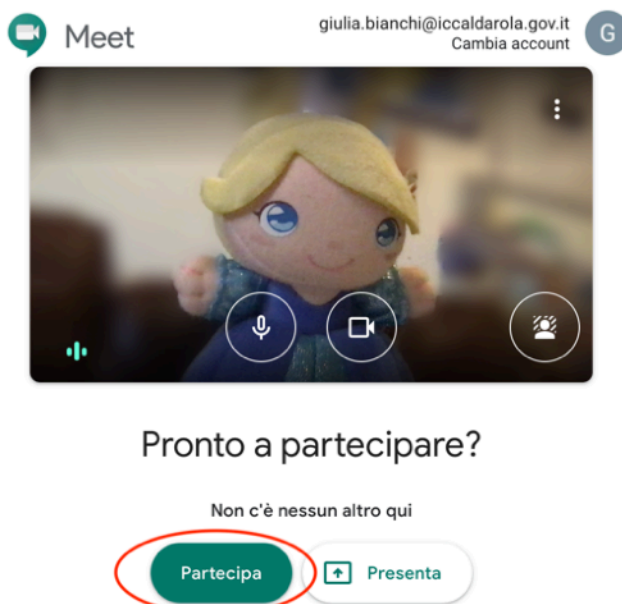 Meet
giulia.bianchi@iccaldarola.gov.it
Cambia account
G
Pronto a partecipare?
Non c'è nessun altro qui
Partecipa
Presenta